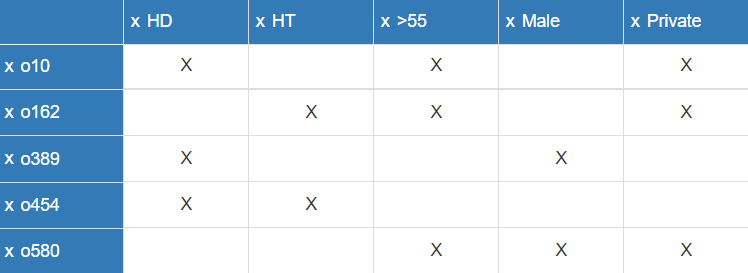 x HD x HT x >55 x Male x Private
x o10 X X X
x o162 X X X
x o389 X X
x o454 X X
x o580 X X X